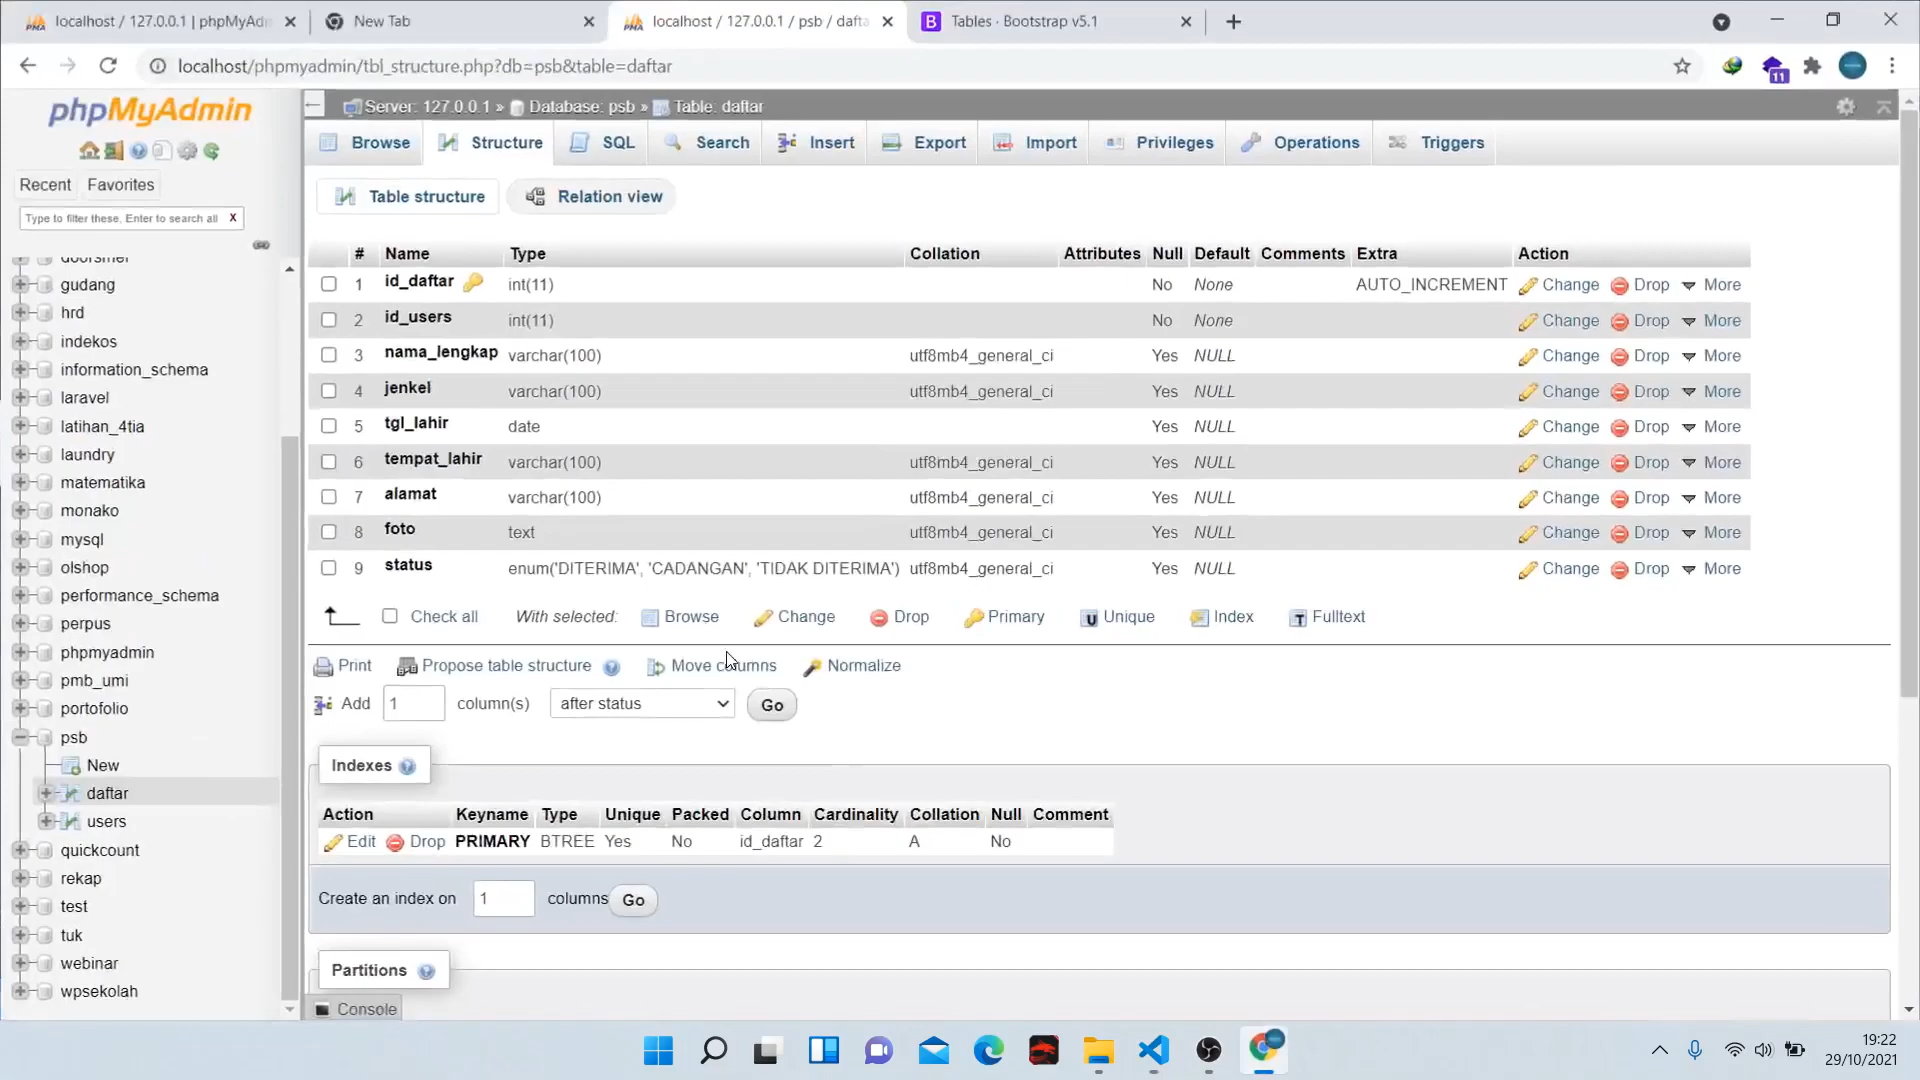 localhost / 127.0.0.1 | phpMyAdm
New Tab
localhost / 127.0.0.1 / psb / dafta
Tables · Bootstrap v5.1
localhost/phpmyadmin/tbl_structure.php?db=psb&table=daftar
11
phpMyAdmin
Recent Favorites
Type to filter these, Enter to search all X
doorsmer
gudang
hrd
indekos
information_schema
laravel
latihan_4tia
laundry
matematika
monako
mysql
olshop
performance_schema
perpus
phpmyadmin
pmb_umi
portofolio
psb
New
daftar
users
quickcount
rekap
test
tuk
webinar
wpsekolah
Server: 127.0.0.1 » Database: psb » Table: daftar
Browse Structure SQL Search Insert Export Import Privileges Operations Triggers
Table structure Relation view
# Name Type Collation Attributes Null Default Comments Extra Action
1 id_daftar int(11) No None AUTO_INCREMENT Change Drop More
2 id_users int(11) No None Change Drop More
3 nama_lengkap varchar(100) utf8mb4_general_ci Yes NULL Change Drop More
4 jenkel varchar(100) utf8mb4_general_ci Yes NULL Change Drop More
5 tgl_lahir date Yes NULL Change Drop More
6 tempat_lahir varchar(100) utf8mb4_general_ci Yes NULL Change Drop More
7 alamat varchar(100) utf8mb4_general_ci Yes NULL Change Drop More
8 foto text utf8mb4_general_ci Yes NULL Change Drop More
9 status enum('DITERIMA', 'CADANGAN', 'TIDAK DITERIMA') utf8mb4_general_ci Yes NULL Change Drop More
Check all With selected: Browse Change Drop Primary Unique Index Fulltext
Print Propose table structure Move columns Normalize
Add 1 column(s) after status Go
Indexes
Action Keyname Type Unique Packed Column Cardinality Collation Null Comment
Edit Drop PRIMARY BTREE Yes No id_daftar 2 A No
Create an index on 1 columns Go
Partitions
Console
19:22
29/10/2021